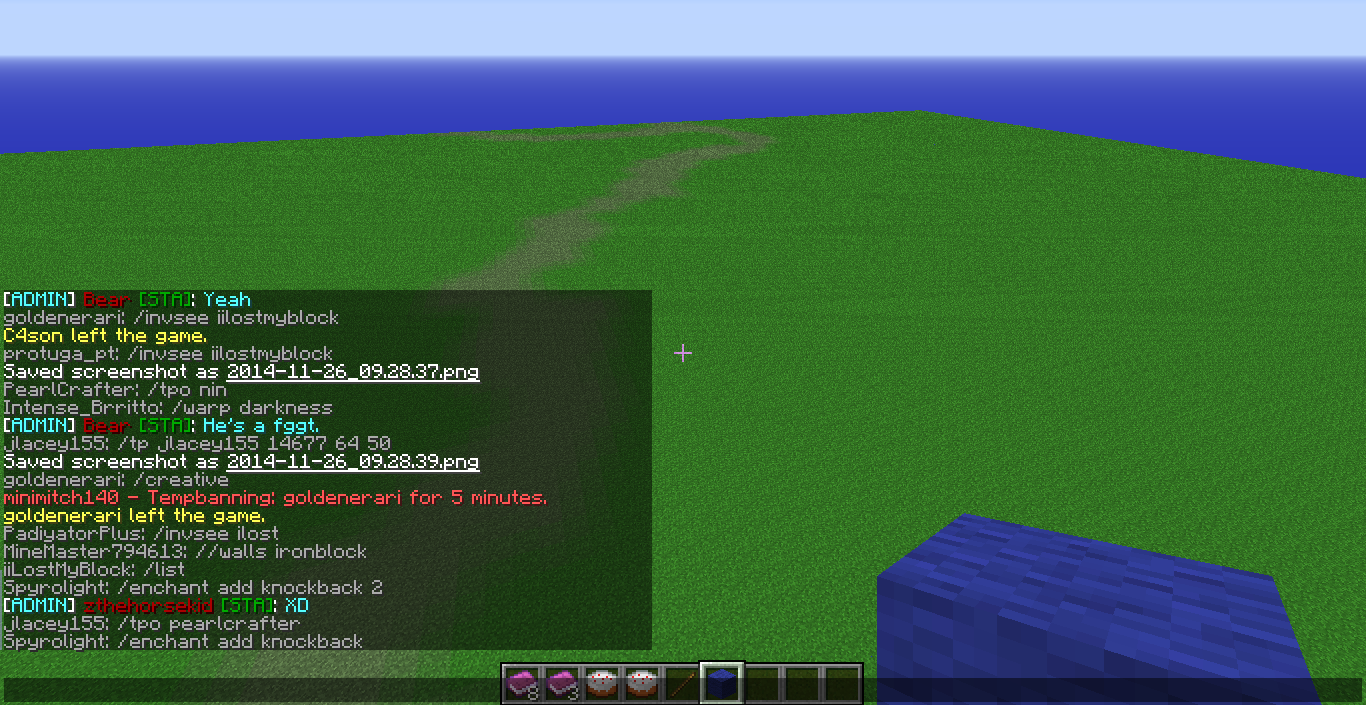 [ADMIN] Bear [STA]: Yeah
goldenerari: /invsee iilostmyblock
C4son left the game.
protuga_pt: /invsee iilostmyblock
Saved screenshot as 2014-11-26_09.28.37.png
PearlCrafter: /tpo nin
Intense_Brritto: /warp darkness
[ADMIN] Bear [STA]: He's a fggt.
jlacey155: /tp jlacey155 14677 64 50
Saved screenshot as 2014-11-26_09.28.39.png
goldenerari: /creative
minimitch140 - Tempbanning: goldenerari for 5 minutes.
goldenerari left the game.
PadiyatorPlus: /invsee ilost
MineMaster794613: //walls ironblock
iiLostMyBlock: /list
Spyrolight: /enchant add knockback 2
[ADMIN] zthehorsekid [STA]: XD
jlacey155: /tpo pearlcrafter
Spyrolight: /enchant add knockback
8 3